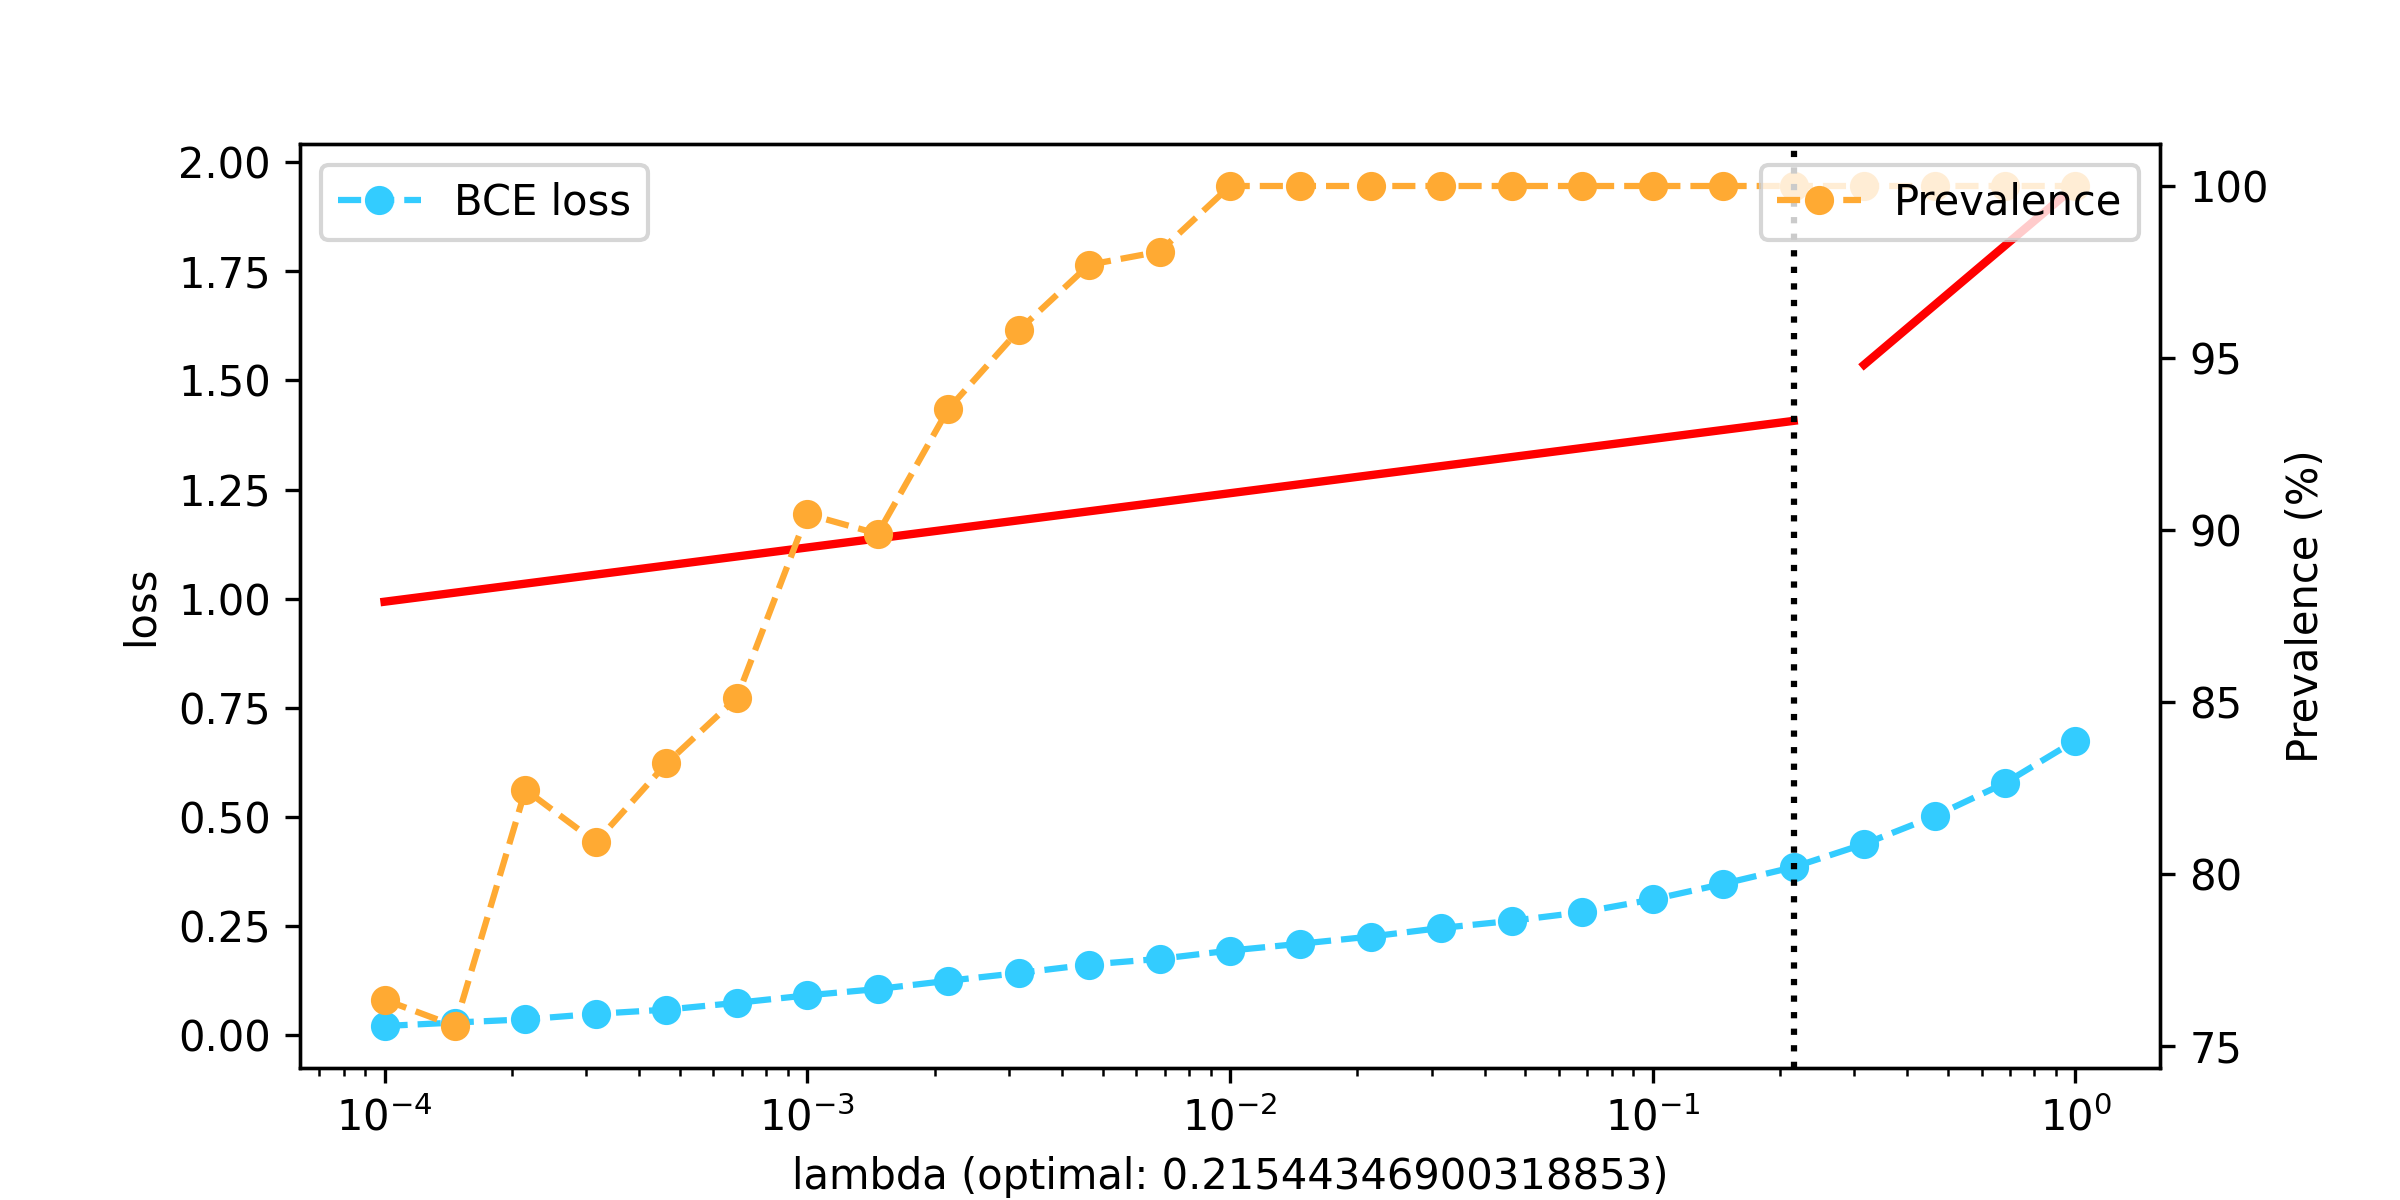 BCE loss
Prevalence
2.00
1.75
1.50
1.25
1.00
0.75
0.50
0.25
0.00
loss
100
95
90
85
80
75
Prevalence (%)
10⁻⁴ 10⁻³ 10⁻² 10⁻¹ 10⁰
lambda (optimal: 0.21544346900318853)